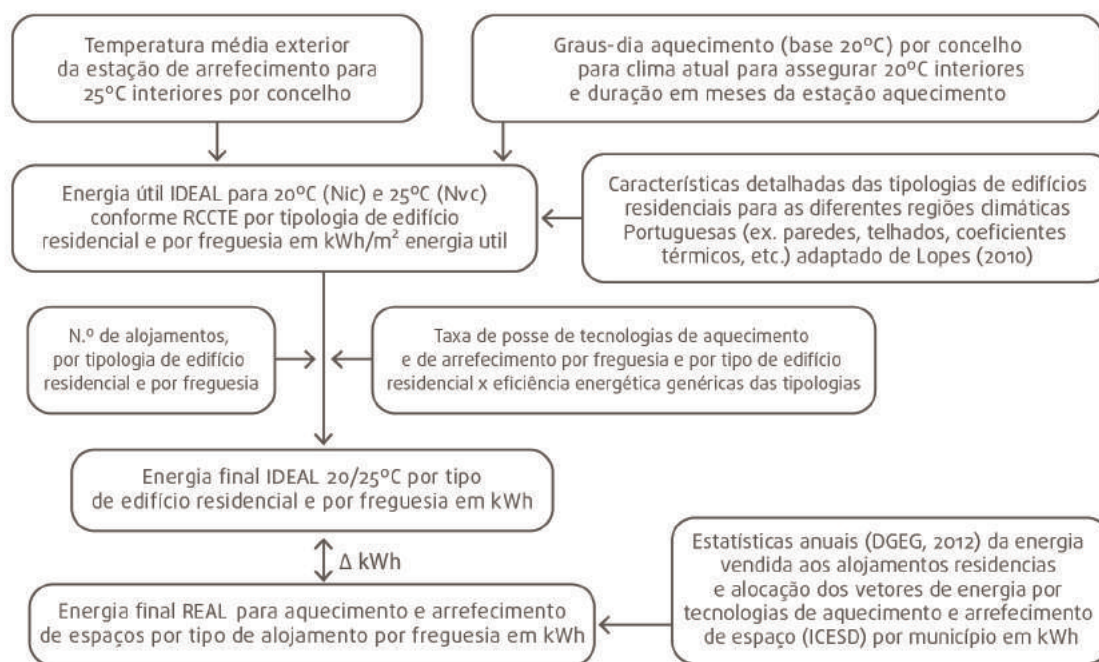 Temperatura média exterior
da estação de arrefecimento para
25ºC interiores por concelho
Graus-dia aquecimento (base 20ºC) por concelho
para clima atual para assegurar 20ºC interiores
e duração em meses da estação aquecimento
Energia útil IDEAL para 20ºC (Nic) e 25ºC (Nvc)
conforme RCCTE por tipologia de edifício
residencial e por freguesia em kWh/m² energia util
Características detalhadas das tipologias de edifícios
residenciais para as diferentes regiões climáticas
Portuguesas (ex. paredes, telhados, coeficientes
térmicos, etc.) adaptado de Lopes (2010)
N.º de alojamentos,
por tipologia de edifício
residencial e por freguesia
Taxa de posse de tecnologias de aquecimento
e de arrefecimento por freguesia e por tipo de edifício
residencial x eficiência energética genéricas das tipologias
Energia final IDEAL 20/25ºC por tipo
de edifício residencial e por freguesia em kWh
Δ kWh
Energia final REAL para aquecimento e arrefecimento
de espaços por tipo de alojamento por freguesia em kWh
Estatísticas anuais (DGEG, 2012) da energia
vendida aos alojamentos residencias
e alocação dos vetores de energia por
tecnologias de aquecimento e arrefecimento
de espaço (ICESD) por município em kWh